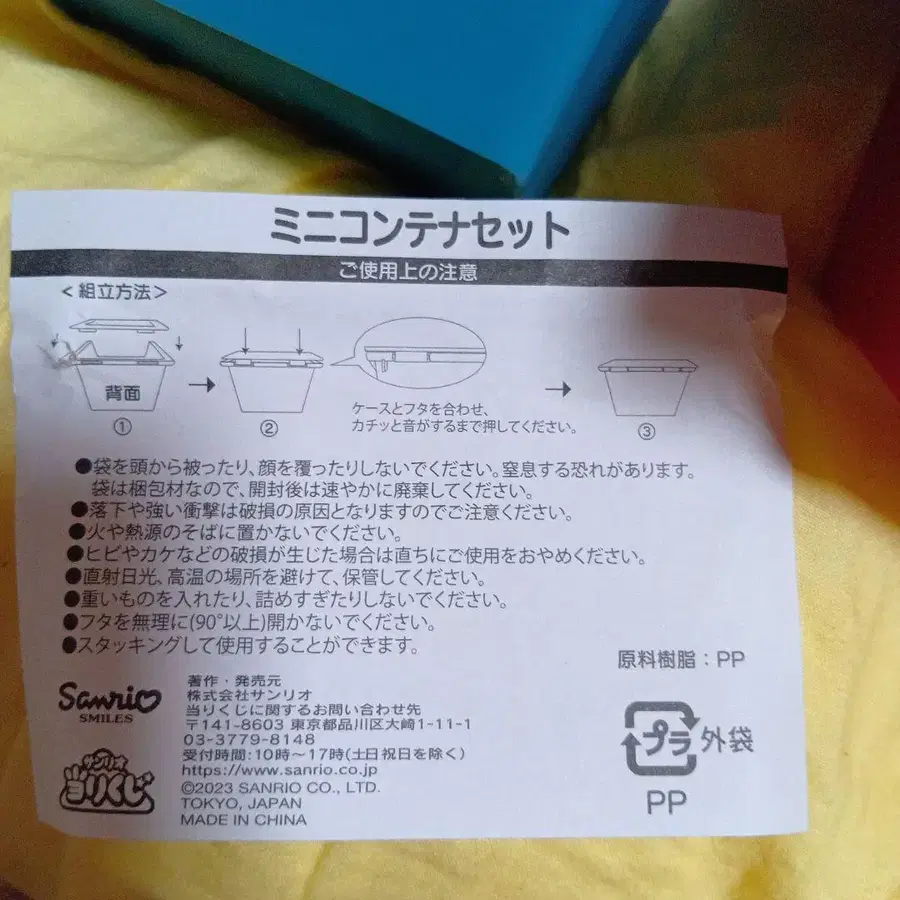 ミニコンテナセット
ご使用上の注意
<組立方法>
背面
①
②
ケースとフタを合わせ、
カチッと音がするまで押してください。
③
●袋を頭から被ったり、顔を覆ったりしないでください。窒息する恐れがあります。
袋は梱包材なので、開封後は速やかに廃棄してください。
●落下や強い衝撃は破損の原因となりますのでご注意ください。
●火や熱源のそばに置かないでください。
●ヒビやカケなどの破損が生じた場合は直ちにご使用をおやめください。
●直射日光、高温の場所を避けて、保管してください。
●重いものを入れたり、詰めすぎたりしないでください。
●フタを無理に(90°以上)開かないでください。
●スタッキングして使用することができます。
原料樹脂：PP
Sanrio
SMILES
サンリオ
当りくじ
著作・発売元
株式会社サンリオ
当りくじに関するお問い合わせ先
〒141-8603 東京都品川区大崎1-11-1
03-3779-8148
受付時間:10時～17時(土日祝日を除く)
https://www.sanrio.co.jp
©2023 SANRIO CO., LTD.
TOKYO, JAPAN
MADE IN CHINA
プラ 外袋
PP